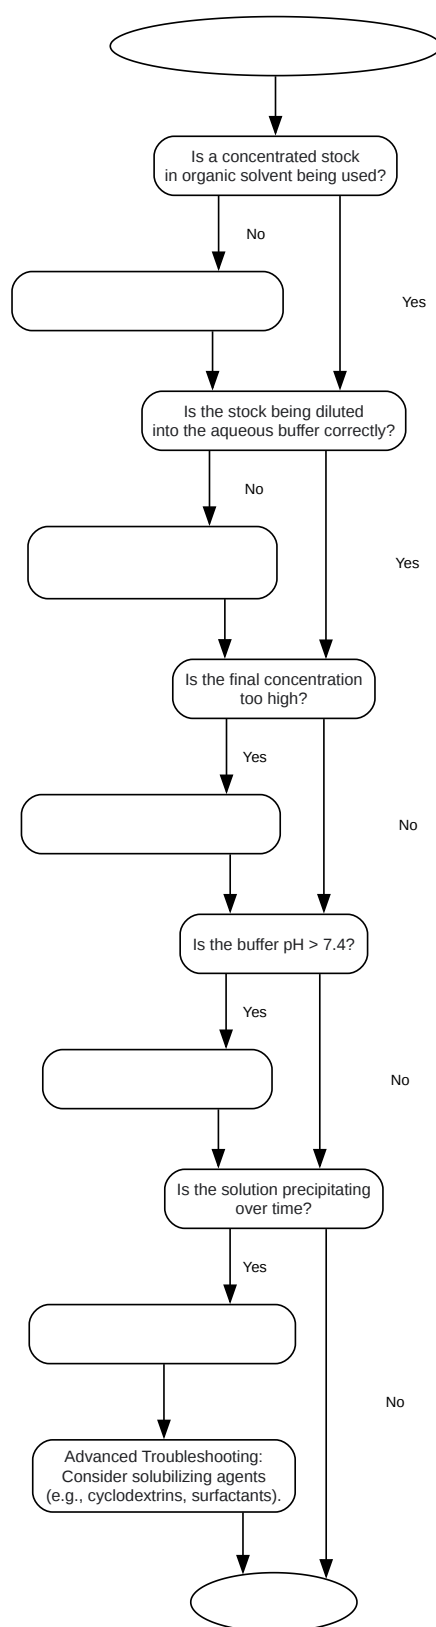 Is a concentrated stock
in organic solvent being used?
No
Yes
Is the stock being diluted
into the aqueous buffer correctly?
No
Yes
Is the final concentration
too high?
Yes
No
Is the buffer pH > 7.4?
Yes
No
Is the solution precipitating
over time?
Yes
No
Advanced Troubleshooting:
Consider solubilizing agents
(e.g., cyclodextrins, surfactants).